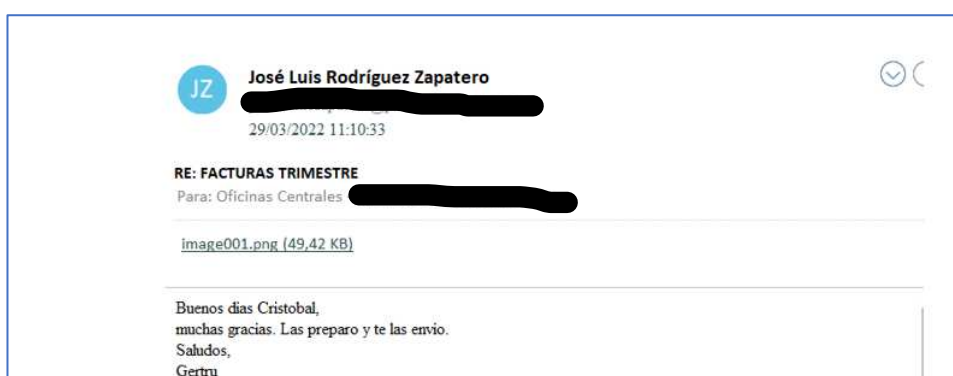 JZ
José Luis Rodríguez Zapatero
29/03/2022 11:10:33
RE: FACTURAS TRIMESTRE
Para: Oficinas Centrales
image001.png (49,42 KB)
Buenos dias Cristobal,
muchas gracias. Las preparo y te las envio.
Saludos,
Gertru